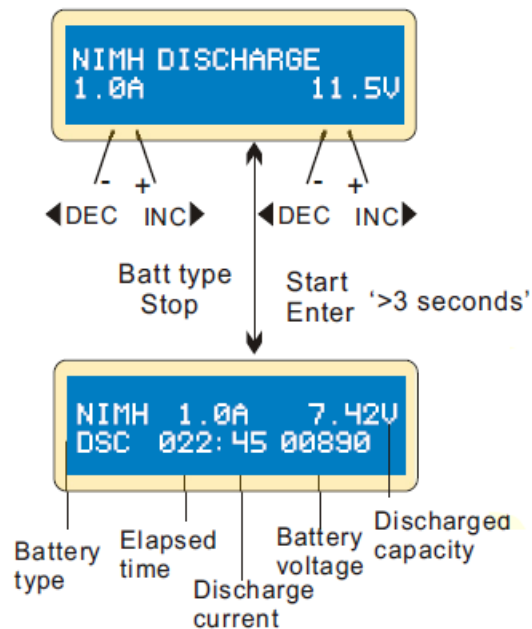 NIMH DISCHARGE
1.0A 11.5V
- + - +
◀DEC INC▶ ◀DEC INC▶
Batt type Start
Stop Enter ‘>3 seconds’
NIMH 1.0A 7.42V
DSC 022:45 00890
Battery type
Elapsed time
Discharge current
Battery voltage
Discharged capacity